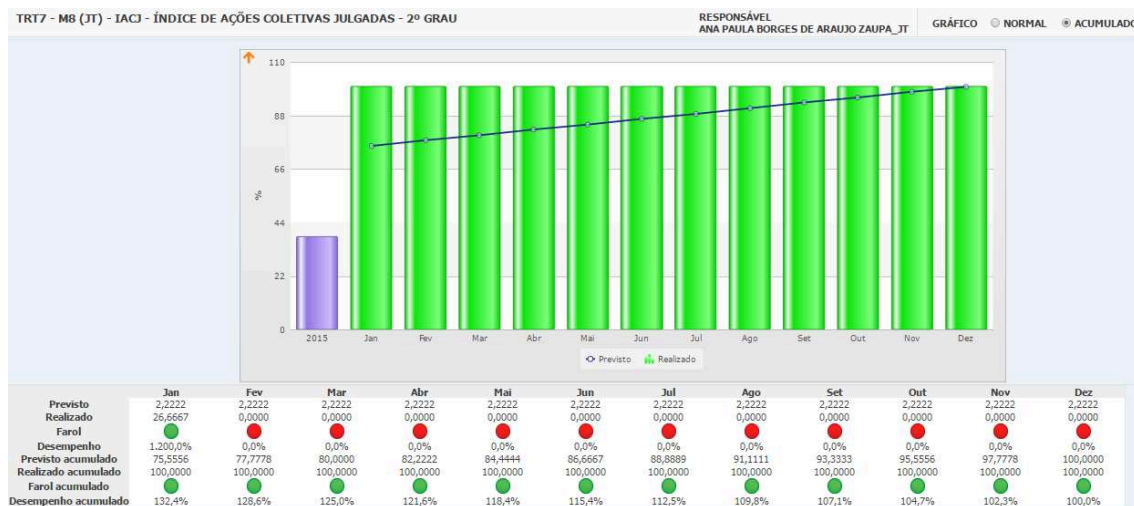 TRT7 - M8 (JT) - IACJ - ÍNDICE DE AÇÕES COLETIVAS JULGADAS - 2º GRAU
RESPONSÁVEL
ANA PAULA BORGES DE ARAUJO ZAUPA_JT
GRÁFICO NORMAL ACUMULADO
110
88
66
44
22
0
%
2015 Jan Fev Mar Abr Mai Jun Jul Ago Set Out Nov Dez
Previsto Realizado
Jan Fev Mar Abr Mai Jun Jul Ago Set Out Nov Dez
Previsto 2,2222 2,2222 2,2222 2,2222 2,2222 2,2222 2,2222 2,2222 2,2222 2,2222 2,2222 2,2222
Realizado 26,6667 0,0000 0,0000 0,0000 0,0000 0,0000 0,0000 0,0000 0,0000 0,0000 0,0000 0,0000
Farol
Desempenho 1.200,0% 0,0% 0,0% 0,0% 0,0% 0,0% 0,0% 0,0% 0,0% 0,0% 0,0% 0,0%
Previsto acumulado 75,5556 77,7778 80,0000 82,2222 84,4444 86,6667 88,8889 91,1111 93,3333 95,5556 97,7778 100,0000
Realizado acumulado 100,0000 100,0000 100,0000 100,0000 100,0000 100,0000 100,0000 100,0000 100,0000 100,0000 100,0000 100,0000
Farol acumulado
Desempenho acumulado 132,4% 128,6% 125,0% 121,6% 118,4% 115,4% 112,5% 109,8% 107,1% 104,7% 102,3% 100,0%